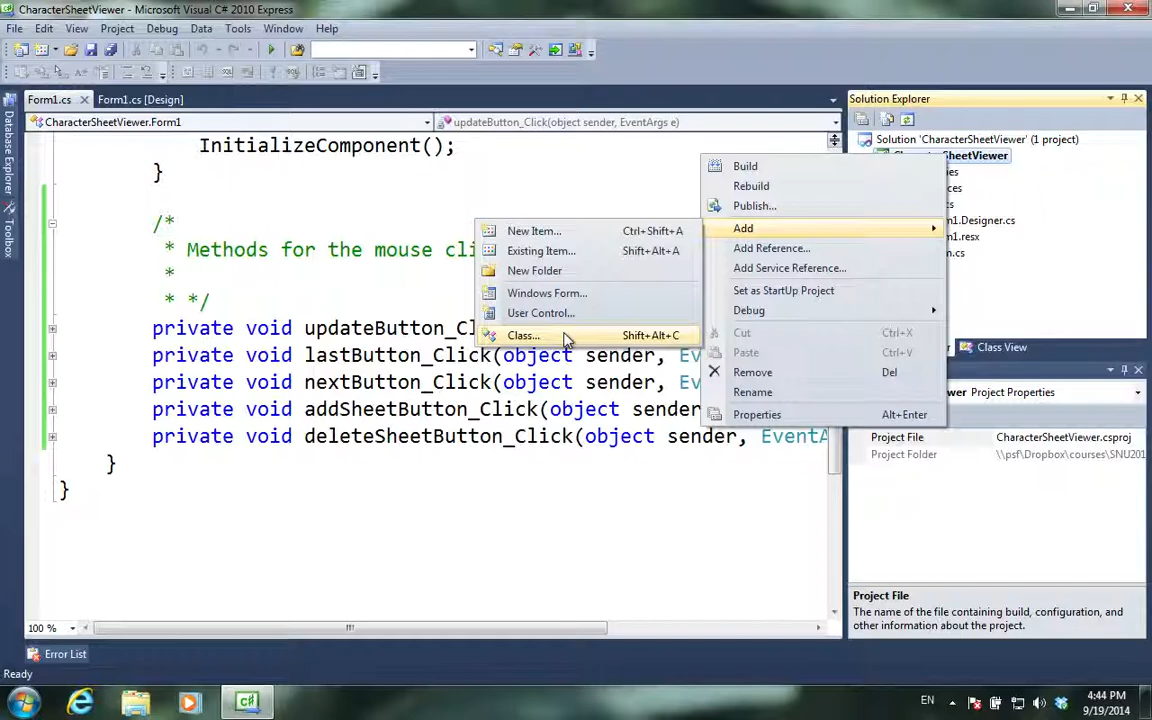 CharacterSheetViewer - Microsoft Visual C# 2010 Express
File Edit View Project Debug Data Tools Window Help
Form1.cs Form1.cs [Design]
CharacterSheetViewer.Form1 updateButton_Click(object sender, EventArgs e)
InitializeComponent();
}
/*
* Methods for the mouse cli
*
* */
private void updateButton_Cl
private void lastButton_Click(object sender, Ev
private void nextButton_Click(object sender, Ev
private void addSheetButton_Click(object sender
private void deleteSheetButton_Click(object sender, EventA
}
}
New Item... Ctrl+Shift+A
Existing Item... Shift+Alt+A
New Folder
Windows Form...
User Control...
Class... Shift+Alt+C
Build
Rebuild
Publish...
Add
Add Reference...
Add Service Reference...
Set as StartUp Project
Debug
Cut Ctrl+X
Paste Ctrl+V
Remove Del
Rename
Properties Alt+Enter
Solution Explorer
Solution 'CharacterSheetViewer' (1 project)
Class View
Project Properties
Project File CharacterSheetViewer.csproj
Project Folder \\psf\Dropbox\courses\SNU201
Project File
The name of the file containing build, configuration, and
other information about the project.
Database Explorer
Toolbox
100 %
Error List
Ready
EN
4:44 PM
9/19/2014